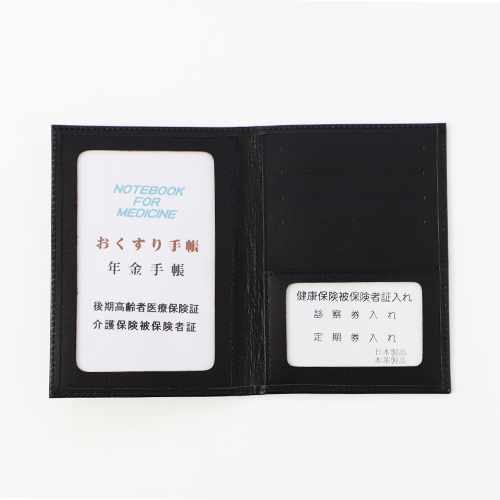 NOTEBOOK
FOR
MEDICINE
おくすり手帳
年金手帳
後期高齢者医療保険証
介護保険被保険者証
健康保険被保険者証入れ
診察券入れ
定期券入れ
日本製品
本革製品